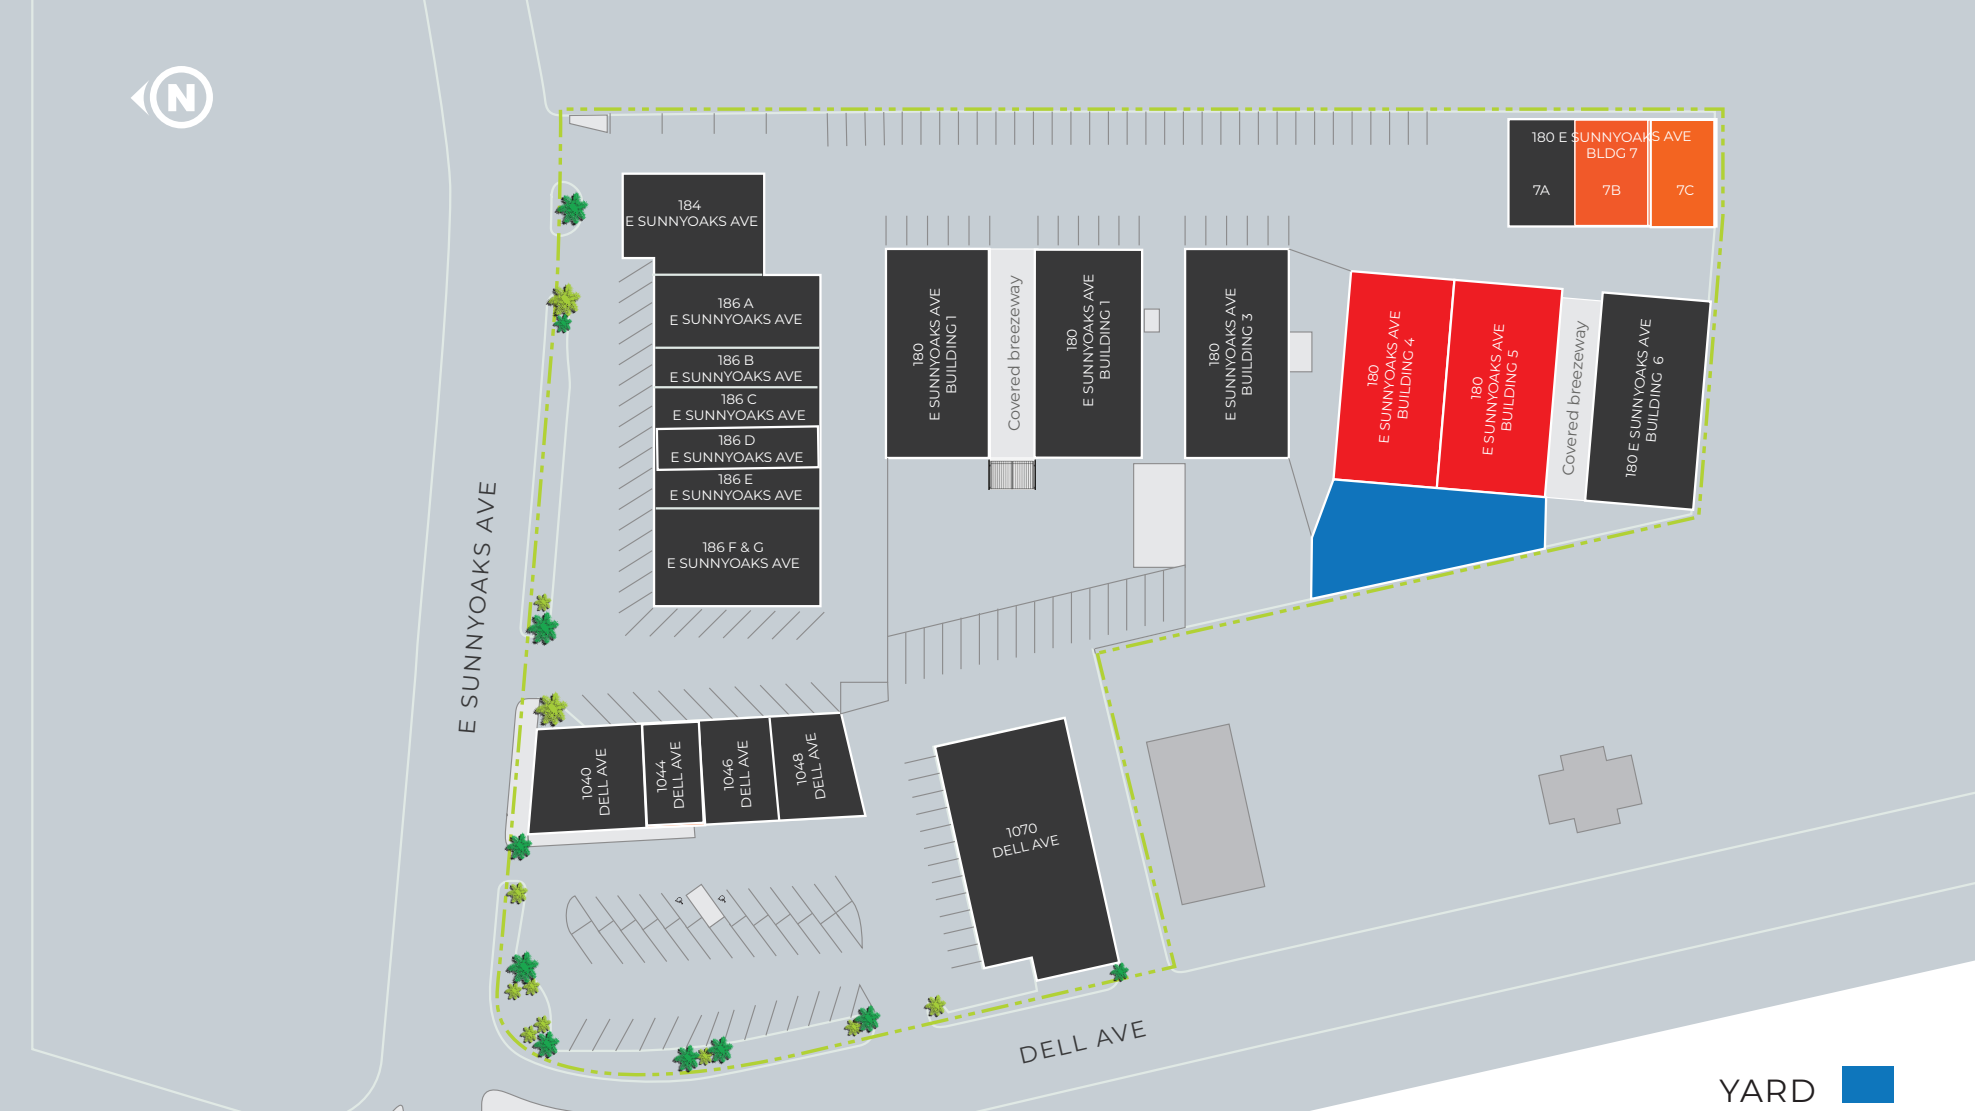 N
180 E SUNNYOAKS AVE
BLDG 7
7A
7B
7C
184
E SUNNYOAKS AVE
186 A
E SUNNYOAKS AVE
186 B
E SUNNYOAKS AVE
186 C
E SUNNYOAKS AVE
186 D
E SUNNYOAKS AVE
186 E
E SUNNYOAKS AVE
186 F & G
E SUNNYOAKS AVE
180
E SUNNYOAKS AVE
BUILDING 1
Covered breezeway
180
E SUNNYOAKS AVE
BUILDING 1
180
E SUNNYOAKS AVE
BUILDING 3
180
E SUNNYOAKS AVE
BUILDING 4
180
E SUNNYOAKS AVE
BUILDING 5
Covered breezeway
180 E SUNNYOAKS AVE
BUILDING 6
E SUNNYOAKS AVE
1040
DELL AVE
1044
DELL AVE
1046
DELL AVE
1048
DELL AVE
1070
DELL AVE
DELL AVE
YARD